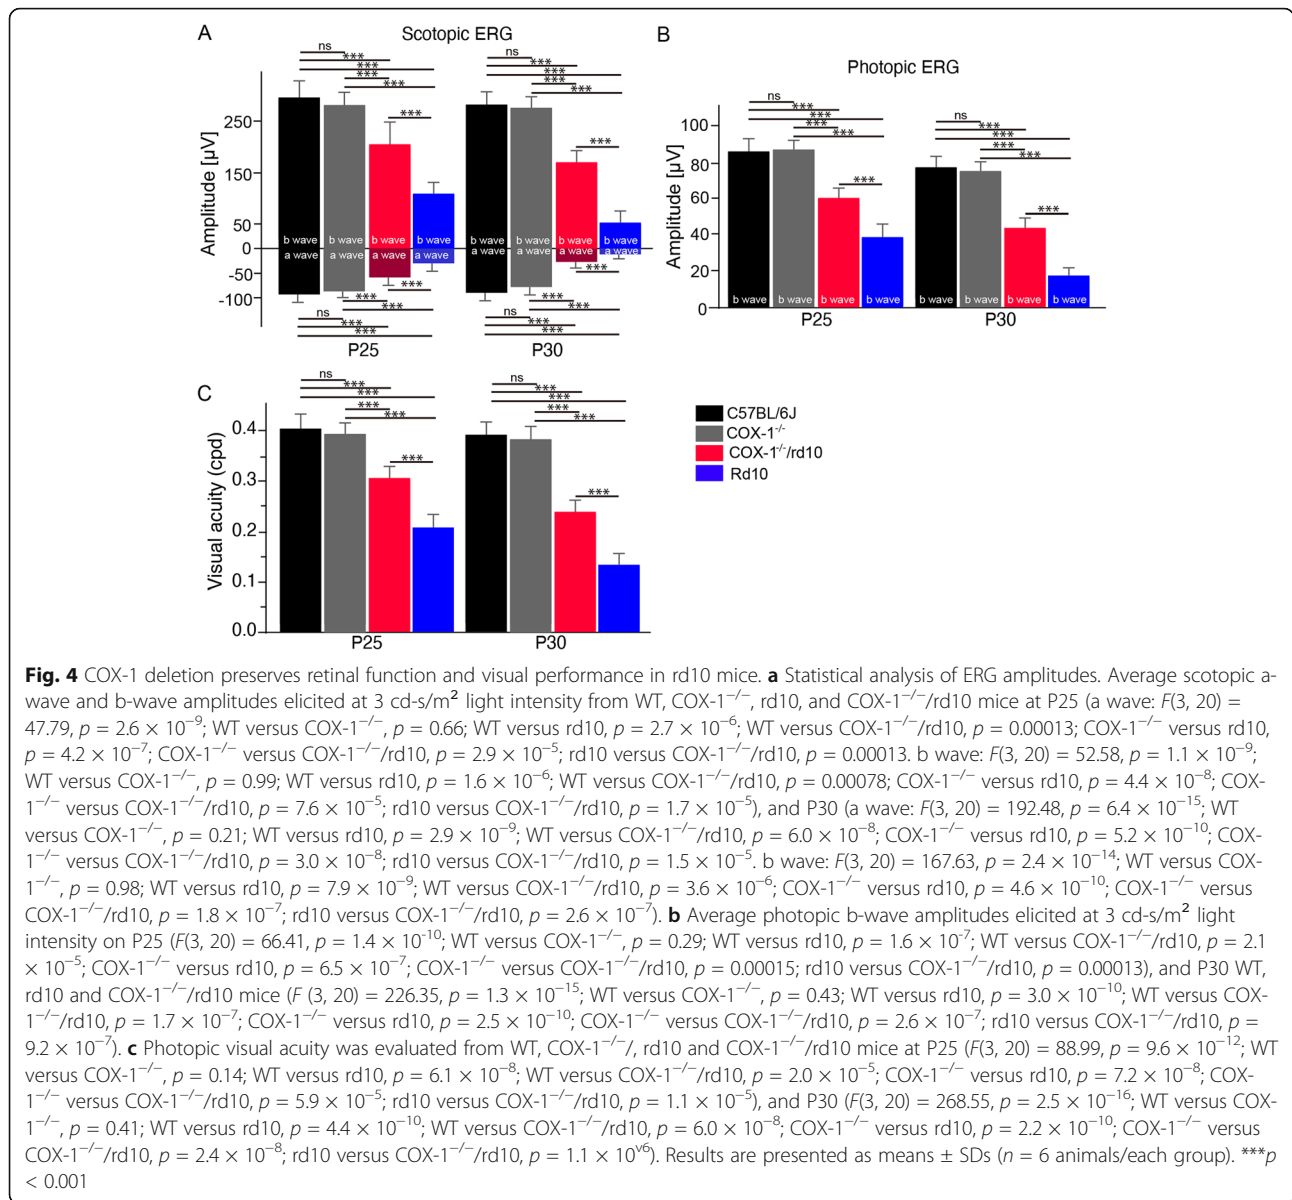 A
Scotopic ERG
ns
***
***
***
***
***
ns
***
***
***
***
***
Amplitude [µV]
250
150
50
0
-50
-100
b wave b wave b wave b wave
a wave a wave a wave a wave
b wave b wave b wave b wave
a wave a wave a wave a wave
***
***
***
ns
***
***
***
***
***
ns
***
***
P25 P30
B
Photopic ERG
ns
***
***
***
***
***
ns
***
***
***
***
***
Amplitude [µV]
100
80
60
40
20
0
b wave b wave b wave b wave
b wave b wave b wave b wave
P25 P30
C
ns
***
***
***
***
***
ns
***
***
***
***
***
Visual acuity (cpd)
0.4
0.3
0.2
0.1
0.0
P25 P30
C57BL/6J
COX-1⁻/⁻
COX-1⁻/⁻/rd10
Rd10
Fig. 4 COX-1 deletion preserves retinal function and visual performance in rd10 mice. a Statistical analysis of ERG amplitudes. Average scotopic a-
wave and b-wave amplitudes elicited at 3 cd-s/m² light intensity from WT, COX-1⁻/⁻, rd10, and COX-1⁻/⁻/rd10 mice at P25 (a wave: F(3, 20) =
47.79, p = 2.6 × 10⁻⁹; WT versus COX-1⁻/⁻, p = 0.66; WT versus rd10, p = 2.7 × 10⁻⁶; WT versus COX-1⁻/⁻/rd10, p = 0.00013; COX-1⁻/⁻ versus rd10,
p = 4.2 × 10⁻⁷; COX-1⁻/⁻ versus COX-1⁻/⁻/rd10, p = 2.9 × 10⁻⁵; rd10 versus COX-1⁻/⁻/rd10, p = 0.00013. b wave: F(3, 20) = 52.58, p = 1.1 × 10⁻⁹;
WT versus COX-1⁻/⁻, p = 0.99; WT versus rd10, p = 1.6 × 10⁻⁶; WT versus COX-1⁻/⁻/rd10, p = 0.00078; COX-1⁻/⁻ versus rd10, p = 4.4 × 10⁻⁸; COX-
1⁻/⁻ versus COX-1⁻/⁻/rd10, p = 7.6 × 10⁻⁵; rd10 versus COX-1⁻/⁻/rd10, p = 1.7 × 10⁻⁵), and P30 (a wave: F(3, 20) = 192.48, p = 6.4 × 10⁻¹⁵; WT
versus COX-1⁻/⁻, p = 0.21; WT versus rd10, p = 2.9 × 10⁻⁹; WT versus COX-1⁻/⁻/rd10, p = 6.0 × 10⁻⁸; COX-1⁻/⁻ versus rd10, p = 5.2 × 10⁻¹⁰; COX-
1⁻/⁻ versus COX-1⁻/⁻/rd10, p = 3.0 × 10⁻⁸; rd10 versus COX-1⁻/⁻/rd10, p = 1.5 × 10⁻⁵. b wave: F(3, 20) = 167.63, p = 2.4 × 10⁻¹⁴; WT versus COX-
1⁻/⁻, p = 0.98; WT versus rd10, p = 7.9 × 10⁻⁹; WT versus COX-1⁻/⁻/rd10, p = 3.6 × 10⁻⁶; COX-1⁻/⁻ versus rd10, p = 4.6 × 10⁻¹⁰; COX-1⁻/⁻ versus
COX-1⁻/⁻/rd10, p = 1.8 × 10⁻⁷; rd10 versus COX-1⁻/⁻/rd10, p = 2.6 × 10⁻⁷). b Average photopic b-wave amplitudes elicited at 3 cd-s/m² light
intensity on P25 (F(3, 20) = 66.41, p = 1.4 × 10⁻¹⁰; WT versus COX-1⁻/⁻, p = 0.29; WT versus rd10, p = 1.6 × 10⁻⁷; WT versus COX-1⁻/⁻/rd10, p = 2.1
× 10⁻⁵; COX-1⁻/⁻ versus rd10, p = 6.5 × 10⁻⁷; COX-1⁻/⁻ versus COX-1⁻/⁻/rd10, p = 0.00015; rd10 versus COX-1⁻/⁻/rd10, p = 0.00013), and P30 WT,
rd10 and COX-1⁻/⁻/rd10 mice (F (3, 20) = 226.35, p = 1.3 × 10⁻¹⁵; WT versus COX-1⁻/⁻, p = 0.43; WT versus rd10, p = 3.0 × 10⁻¹⁰; WT versus COX-
1⁻/⁻/rd10, p = 1.7 × 10⁻⁷; COX-1⁻/⁻ versus rd10, p = 2.5 × 10⁻¹⁰; COX-1⁻/⁻ versus COX-1⁻/⁻/rd10, p = 2.6 × 10⁻⁷; rd10 versus COX-1⁻/⁻/rd10, p =
9.2 × 10⁻⁷). c Photopic visual acuity was evaluated from WT, COX-1⁻/⁻/, rd10 and COX-1⁻/⁻/rd10 mice at P25 (F(3, 20) = 88.99, p = 9.6 × 10⁻¹²; WT
versus COX-1⁻/⁻, p = 0.14; WT versus rd10, p = 6.1 × 10⁻⁸; WT versus COX-1⁻/⁻/rd10, p = 2.0 × 10⁻⁵; COX-1⁻/⁻ versus rd10, p = 7.2 × 10⁻⁸; COX-
1⁻/⁻ versus COX-1⁻/⁻/rd10, p = 5.9 × 10⁻⁵; rd10 versus COX-1⁻/⁻/rd10, p = 1.1 × 10⁻⁵), and P30 (F(3, 20) = 268.55, p = 2.5 × 10⁻¹⁶; WT versus COX-
1⁻/⁻, p = 0.41; WT versus rd10, p = 4.4 × 10⁻¹⁰; WT versus COX-1⁻/⁻/rd10, p = 6.0 × 10⁻⁸; COX-1⁻/⁻ versus rd10, p = 2.2 × 10⁻¹⁰; COX-1⁻/⁻ versus
COX-1⁻/⁻/rd10, p = 2.4 × 10⁻⁸; rd10 versus COX-1⁻/⁻/rd10, p = 1.1 × 10ᵛ⁶). Results are presented as means ± SDs (n = 6 animals/each group). ***p
< 0.001